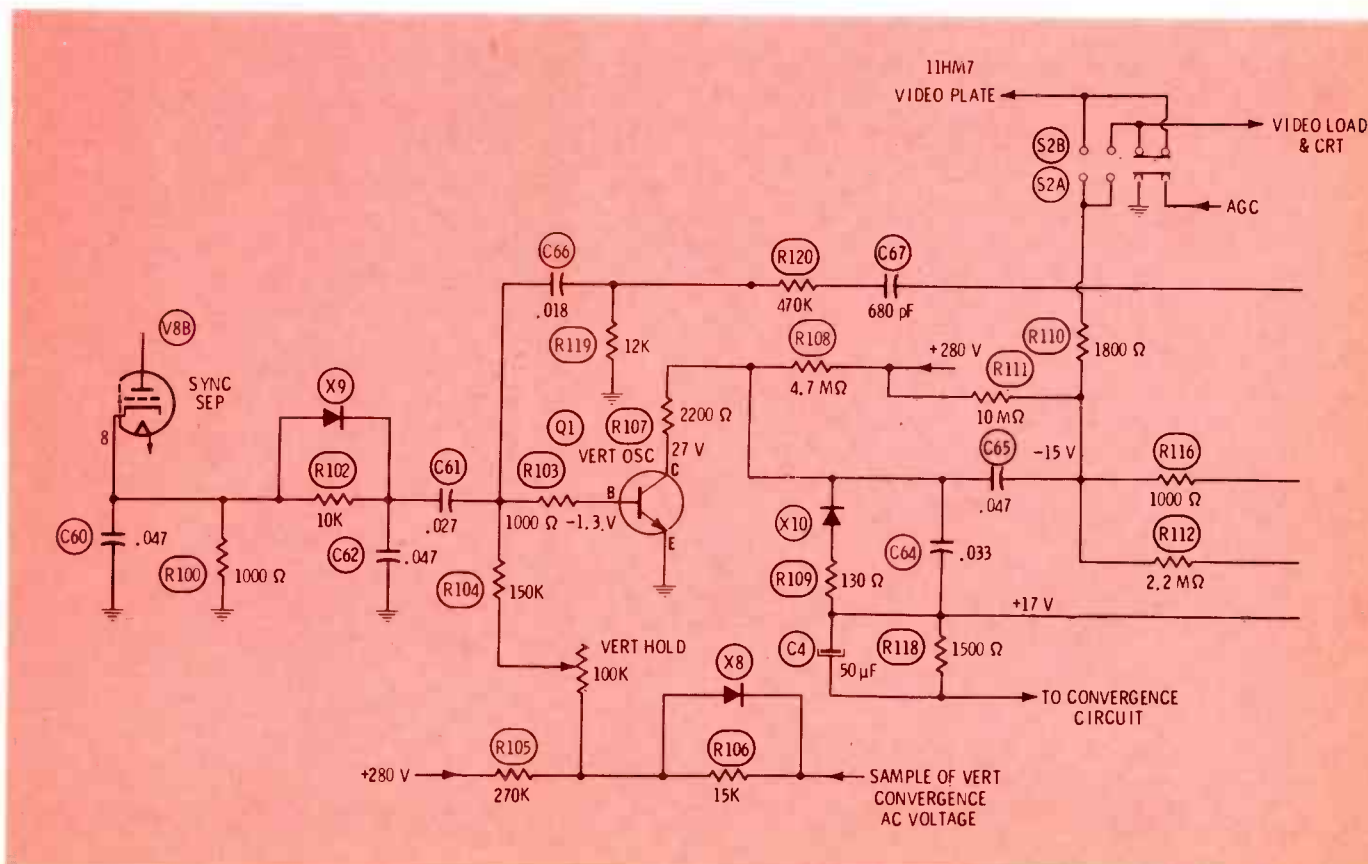 11HM7
VIDEO PLATE
VIDEO LOAD
& CRT
S2B
S2A
AGC
C66
.018
R120
470K
C67
680 pF
R119
12K
R108
4.7 MΩ
+280 V
R110
1800 Ω
R111
10 MΩ
V8B
SYNC
SEP
8
X9
R102
10K
C61
.027
Q1
R107
2200 Ω
VERT OSC
27 V
C
R103
1000 Ω
B
-1.3 V
E
C65
.047
-15 V
R116
1000 Ω
R112
2.2 MΩ
C60
.047
R100
1000 Ω
C62
.047
R104
150K
X10
R109
130 Ω
C64
.033
+17 V
VERT HOLD
100K
C4
50 µF
R118
1500 Ω
X8
TO CONVERGENCE
CIRCUIT
R105
+280 V
270K
R106
15K
SAMPLE OF VERT
CONVERGENCE
AC VOLTAGE